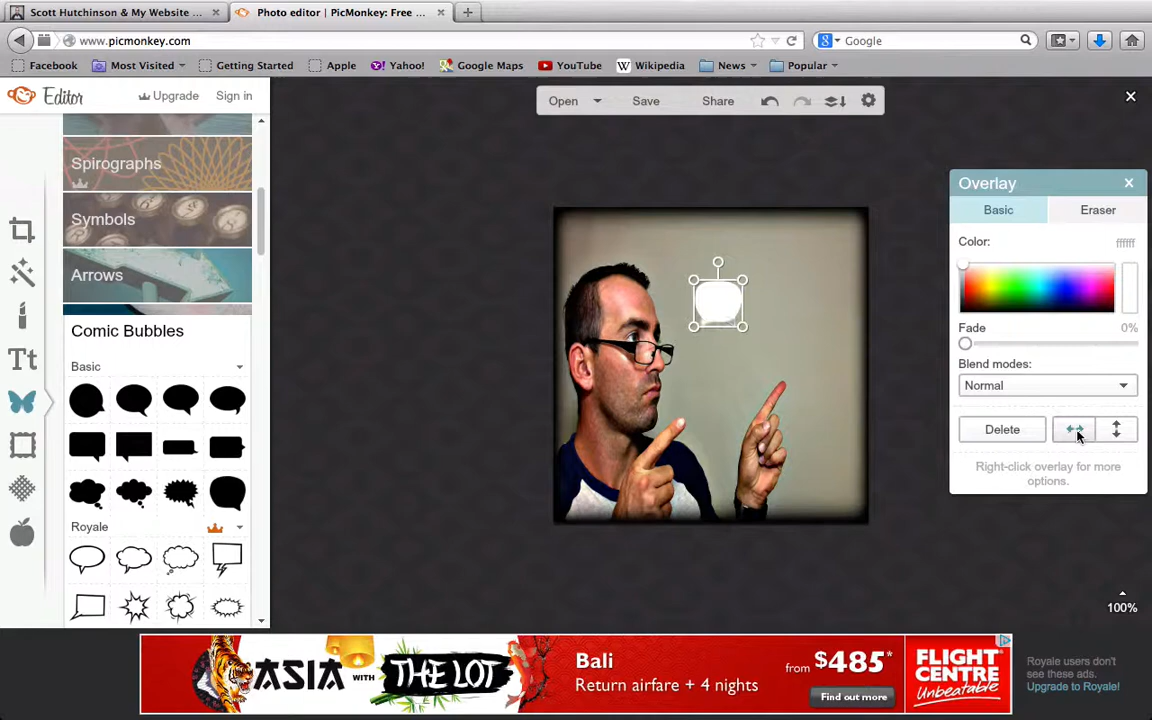 Scott Hutchinson & My Website ...
Photo editor | PicMonkey: Free ...
www.picmonkey.com
Google
Facebook
Most Visited
Getting Started
Apple
Yahoo!
Google Maps
YouTube
Wikipedia
News
Popular
Editor
Upgrade
Sign in
Open
Save
Share
Spirographs
Symbols
Arrows
Comic Bubbles
Basic
Royale
Overlay
Basic
Eraser
Color:
ffffff
Fade
0%
Blend modes:
Normal
Delete
Right-click overlay for more
options.
100%
ASIA WITH THE LOT
Bali
Return airfare + 4 nights
from $485*
Find out more
FLIGHT
CENTRE
Unbeatable
Royale users don't
see these ads.
Upgrade to Royale!